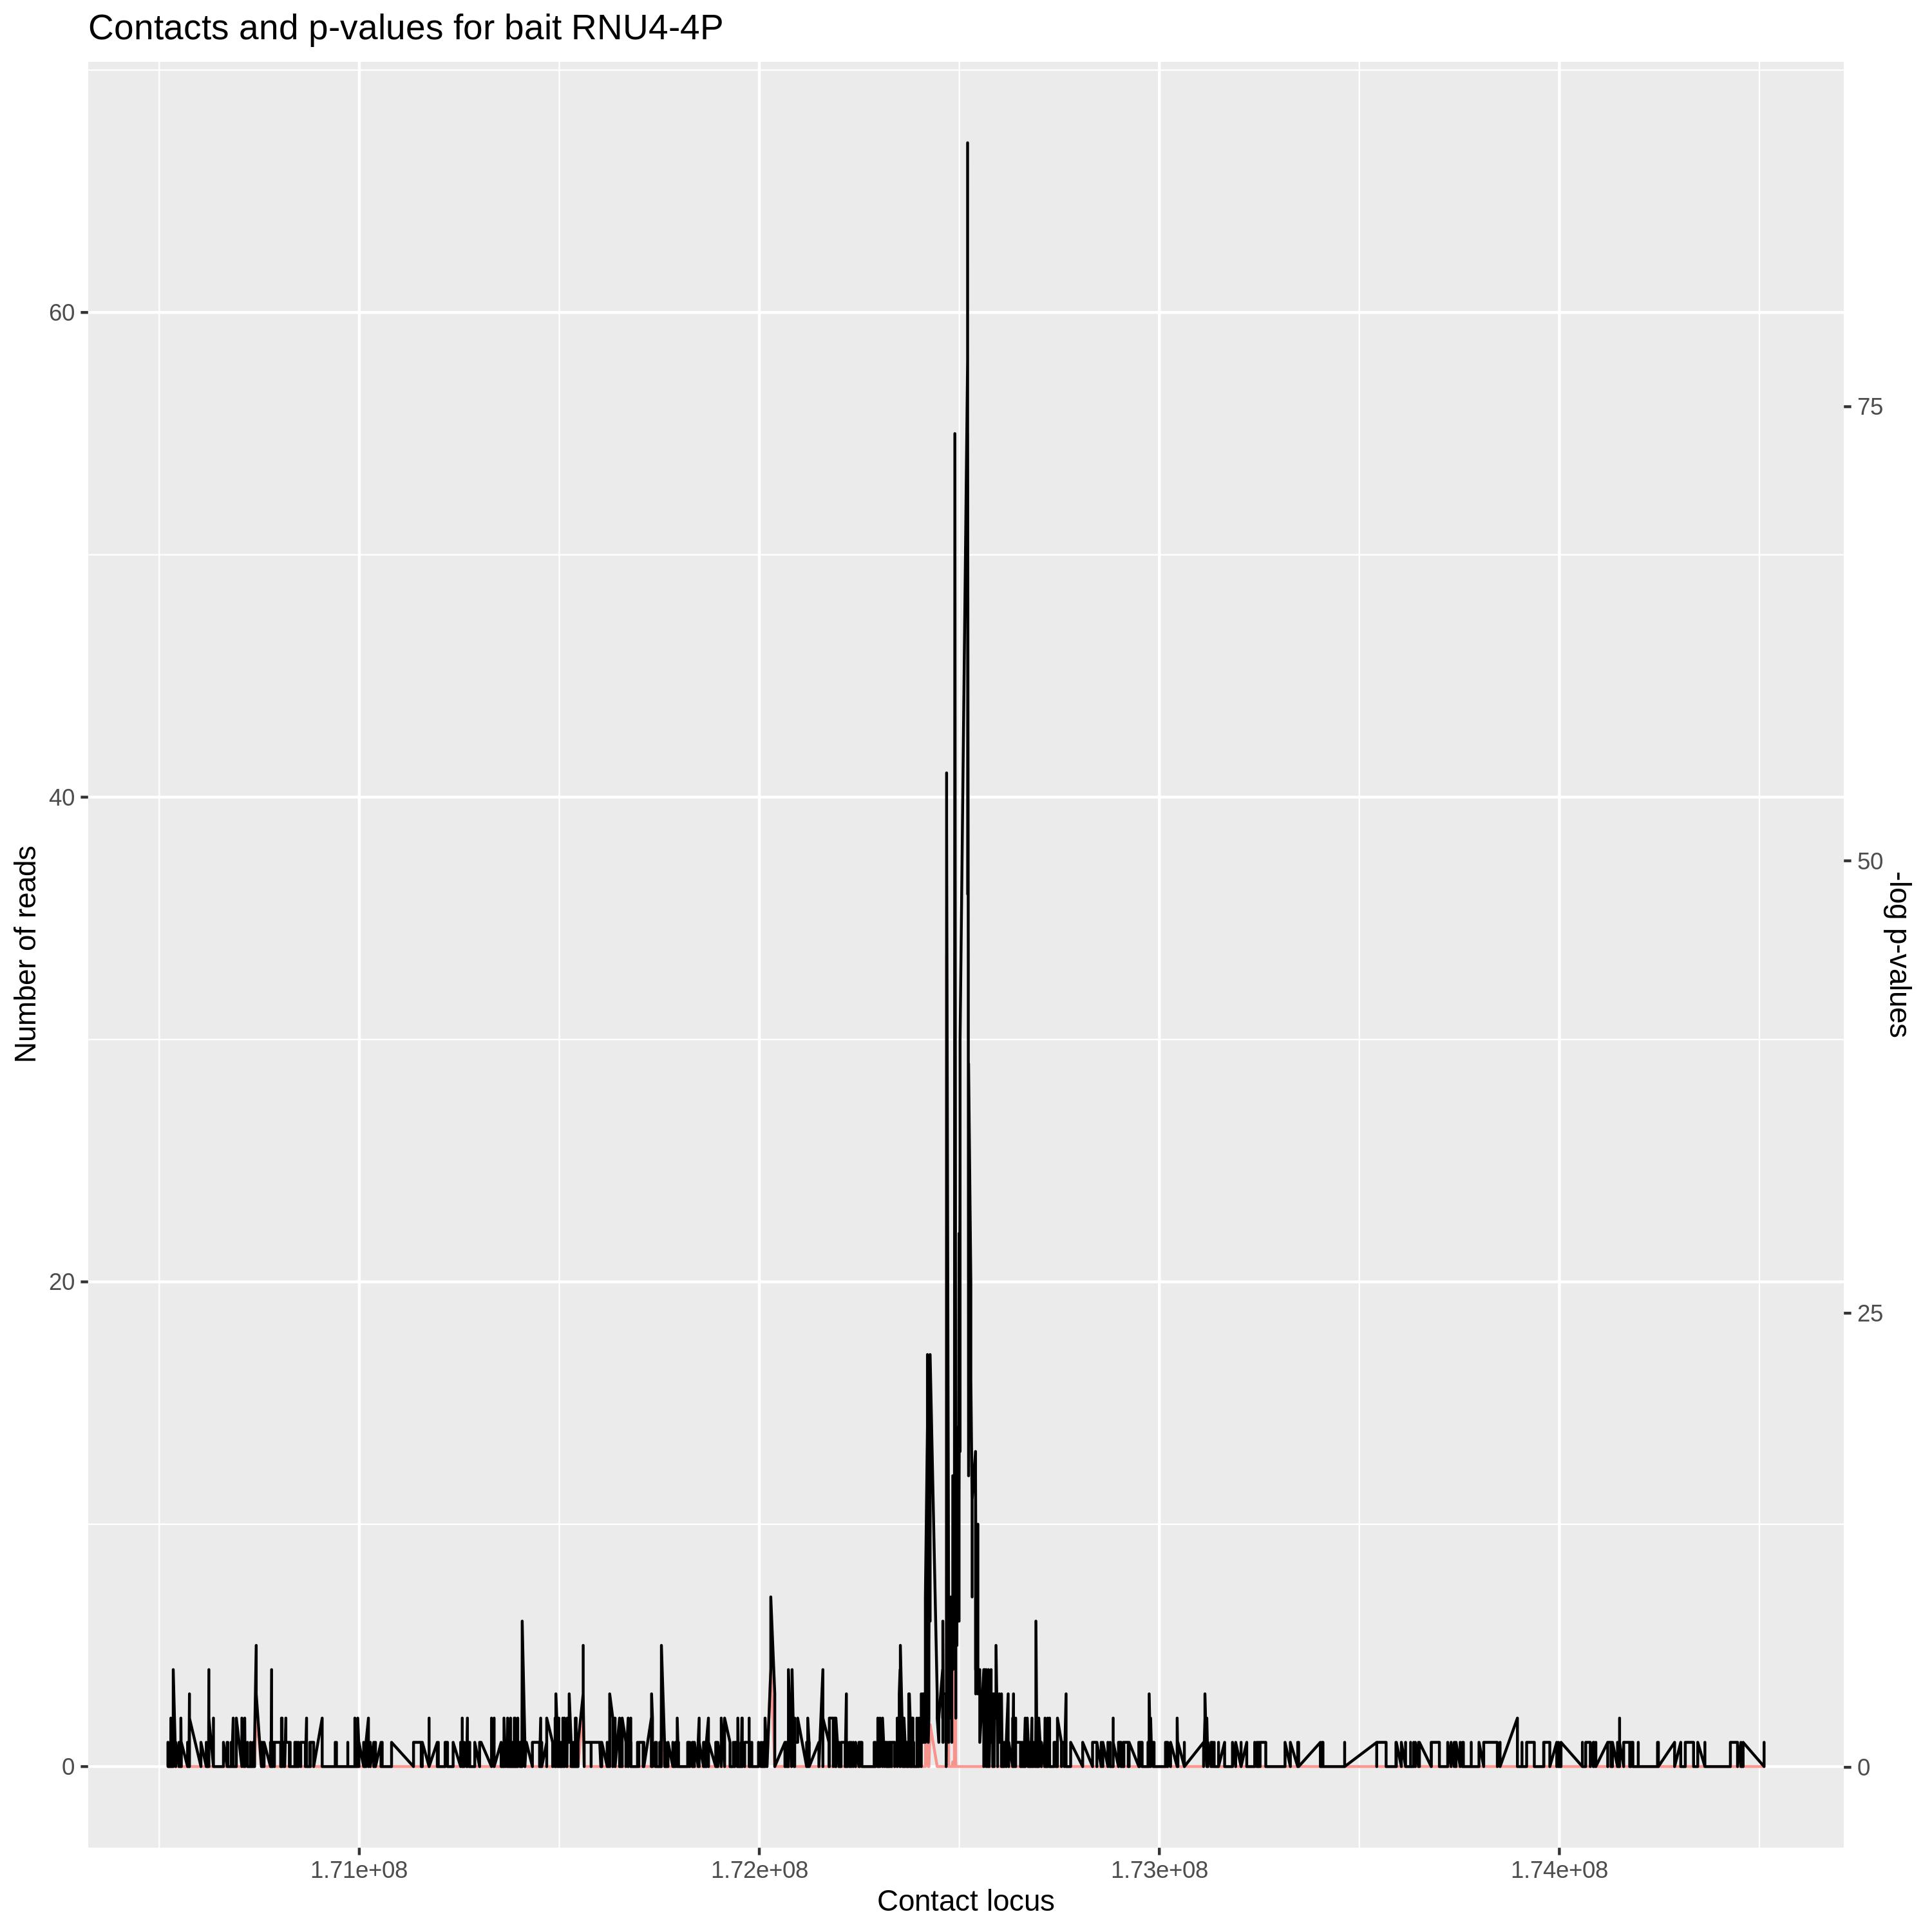 Contacts and p-values for bait RNU4-4P
60
40
20
0
Number of reads
75
50
25
0
-log p-values
1.71e+08
1.72e+08
1.73e+08
1.74e+08
Contact locus